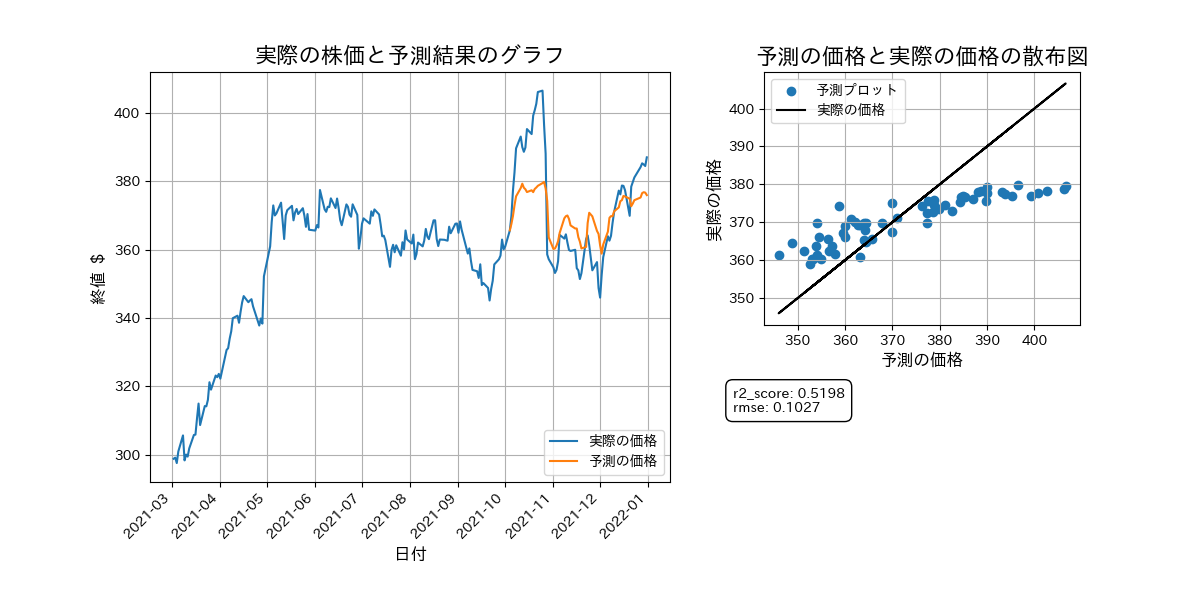 実際の株価と予測結果のグラフ
終値 $
400
380
360
340
320
300
2021-03
2021-04
2021-05
2021-06
2021-07
2021-08
2021-09
2021-10
2021-11
2021-12
2022-01
日付
実際の価格
予測の価格
予測の価格と実際の価格の散布図
実際の価格
400
390
380
370
360
350
予測プロット
実際の価格
350
360
370
380
390
400
予測の価格
r2_score: 0.5198
rmse: 0.1027